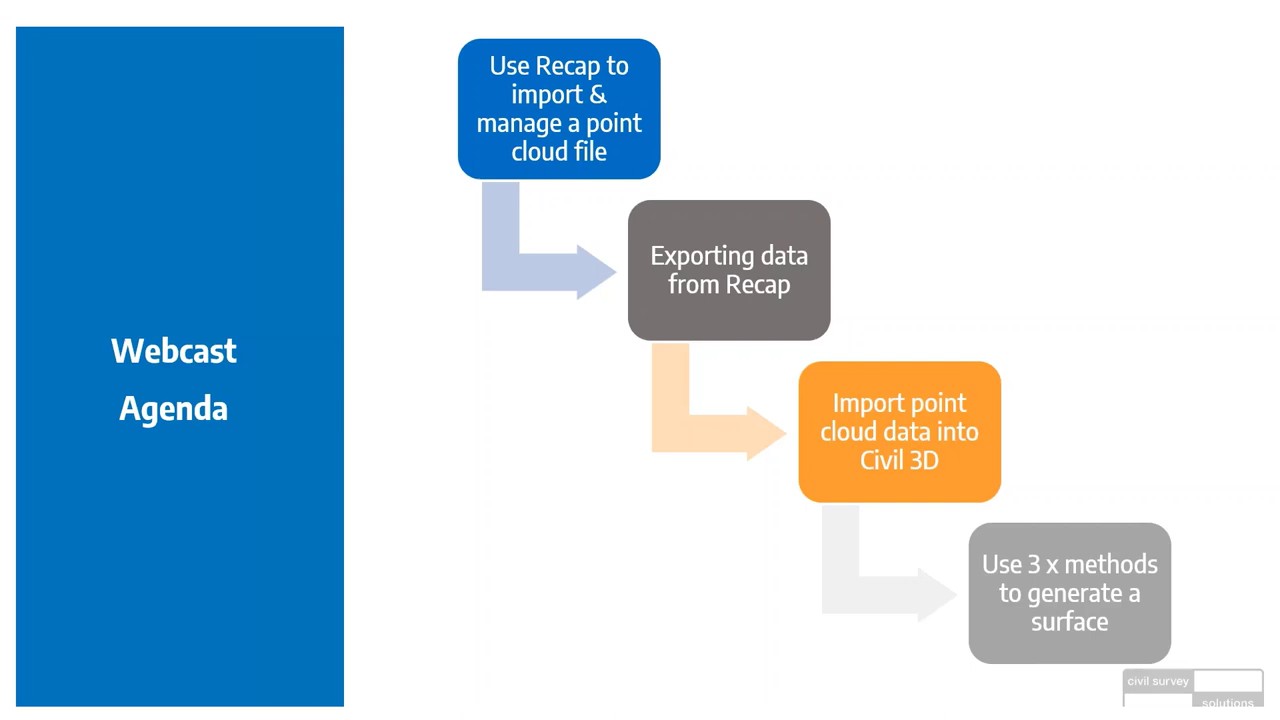 Webcast
Agenda
Use Recap to
import &
manage a point
cloud file
Exporting data
from Recap
Import point
cloud data into
Civil 3D
Use 3 x methods
to generate a
surface
civil survey
solutions